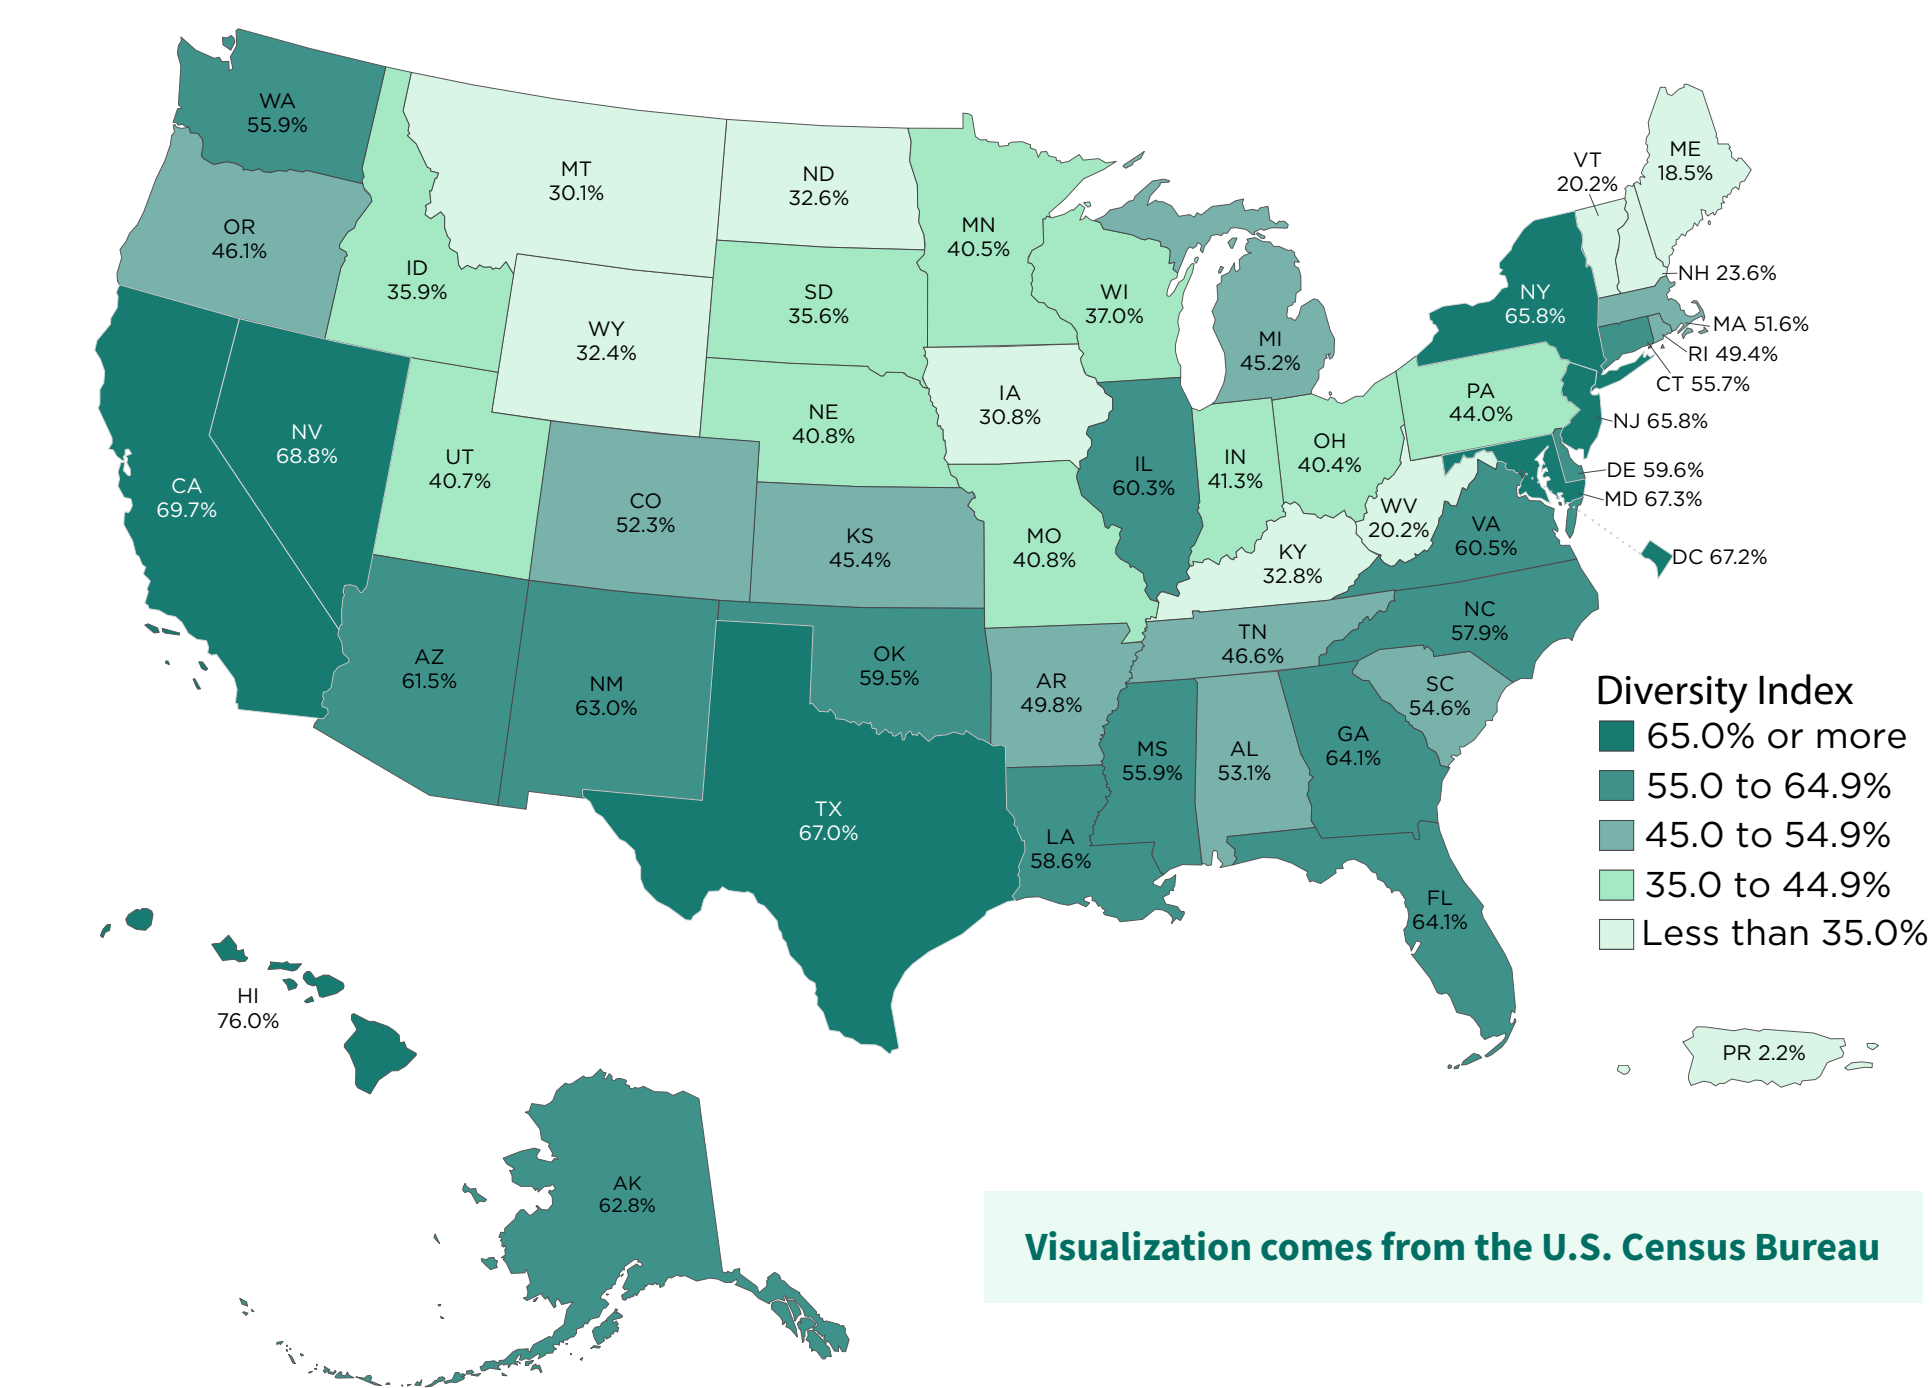 WA
55.9%
OR
46.1%
ID
35.9%
MT
30.1%
ND
32.6%
MN
40.5%
VT
20.2%
ME
18.5%
NH 23.6%
NY
65.8%
MA 51.6%
RI 49.4%
CT 55.7%
SD
35.6%
WI
37.0%
MI
45.2%
WY
32.4%
NV
68.8%
UT
40.7%
CA
69.7%
CO
52.3%
NE
40.8%
IA
30.8%
IL
60.3%
IN
41.3%
OH
40.4%
PA
44.0%
NJ 65.8%
DE 59.6%
MD 67.3%
DC 67.2%
WV
20.2%
VA
60.5%
KS
45.4%
MO
40.8%
KY
32.8%
NC
57.9%
TN
46.6%
SC
54.6%
AZ
61.5%
NM
63.0%
OK
59.5%
AR
49.8%
MS
55.9%
AL
53.1%
GA
64.1%
TX
67.0%
LA
58.6%
FL
64.1%
Diversity Index
65.0% or more
55.0 to 64.9%
45.0 to 54.9%
35.0 to 44.9%
Less than 35.0%
HI
76.0%
PR 2.2%
AK
62.8%
Visualization comes from the U.S. Census Bureau